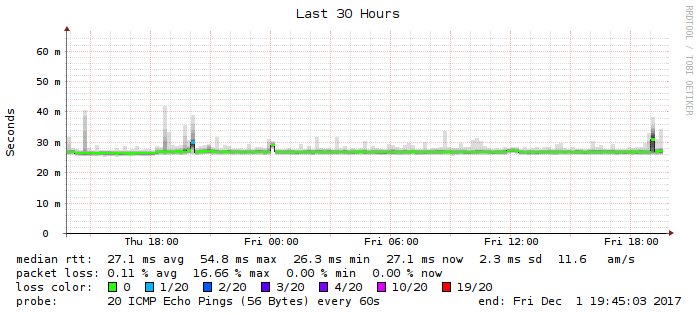 Last 30 Hours
RRDTOOL / TOBI OETIKER
Seconds
60 m
50 m
40 m
30 m
20 m
10 m
0
Thu 18:00 Fri 00:00 Fri 06:00 Fri 12:00 Fri 18:00
median rtt: 27.1 ms avg 54.8 ms max 26.3 ms min 27.1 ms now 2.3 ms sd 11.6 am/s
packet loss: 0.11 % avg 16.66 % max 0.00 % min 0.00 % now
loss color: 0 1/20 2/20 3/20 4/20 10/20 19/20
probe: 20 ICMP Echo Pings (56 Bytes) every 60s end: Fri Dec 1 19:45:03 2017